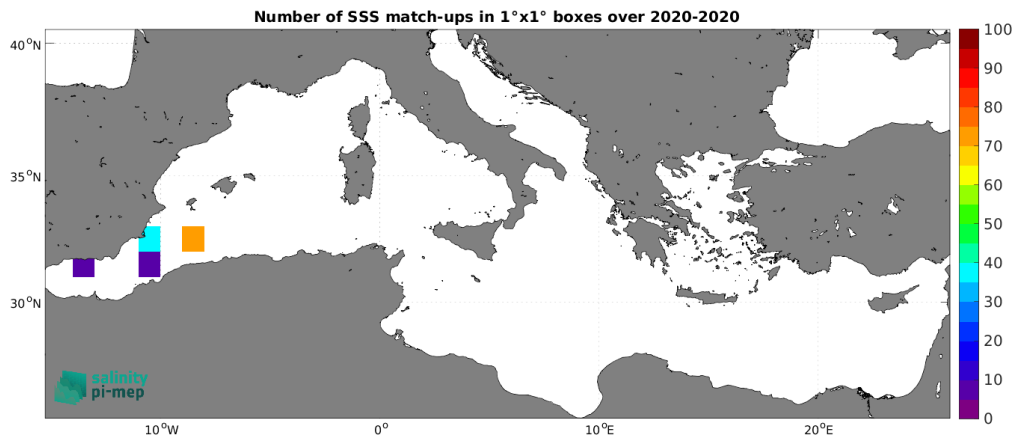 Number of SSS match-ups in 1°x1° boxes over 2020-2020
40°N
35°N
30°N
10°W
0°
10°E
20°E
100
90
80
70
60
50
40
30
20
10
0
salinity
pi-mep